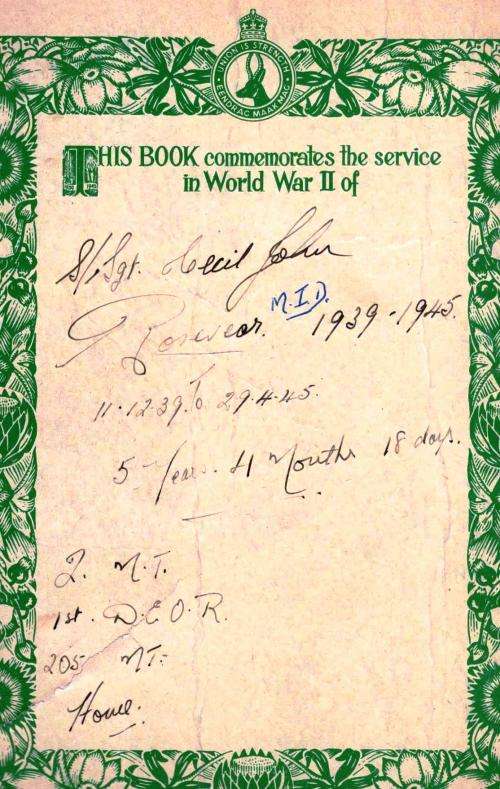 UNION IS STRENGTH
EENDRAG MAAK MAG
THIS BOOK commemorates the service
in World War II of
S/Sgt. Cecil John
Rosevear. M.I.D. 1939-1945.
11.12.39 To 29.4.45.
5 Years. 4 Months 18 days.
2. M.T.
1st. D.E.O.R.
205 MT.
Home.